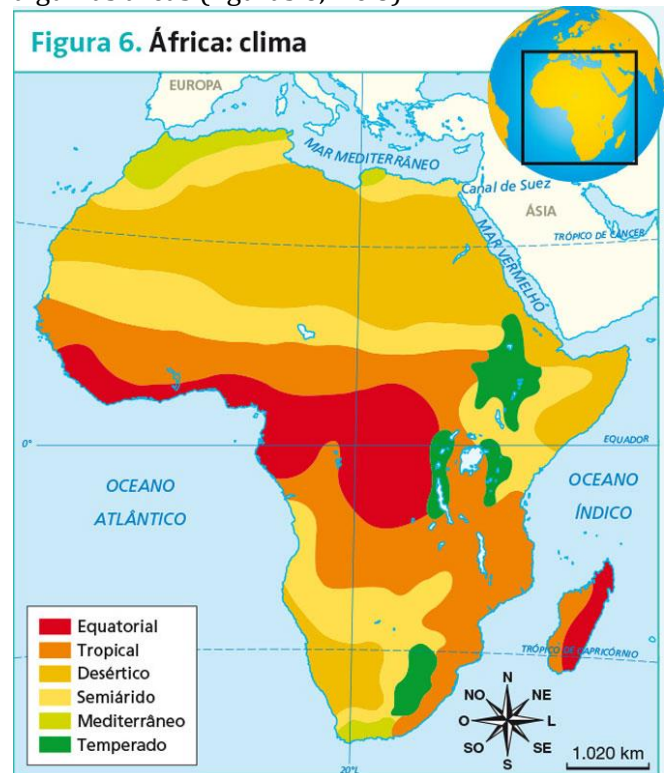 Figura 6. África: clima
EUROPA
MAR MEDITERRÂNEO
Canal de Suez
ÁSIA
TRÓPICO DE CÂNCER
MAR VERMELHO
0°
EQUADOR
OCEANO
ATLÂNTICO
OCEANO
ÍNDICO
Equatorial
Tropical
Desértico
Semiárido
Mediterrâneo
Temperado
TRÓPICO DE CAPRICÓRNIO
N
NO
NE
O
L
SO
SE
S
1.020 km
20°L